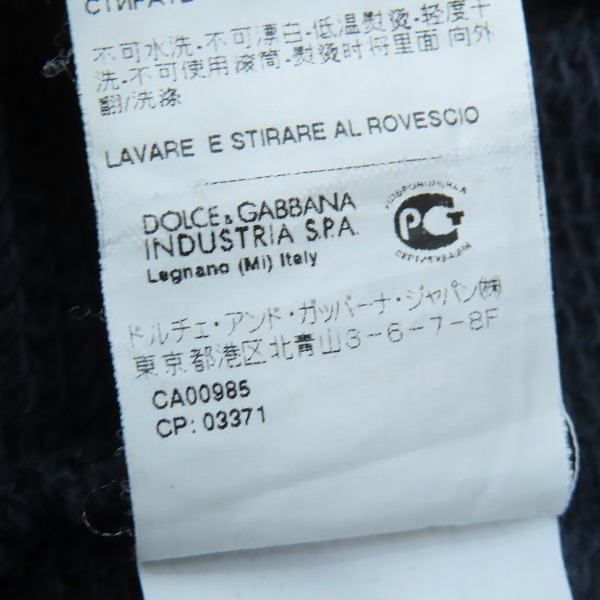 СТИРАТЬ
不可水洗-不可漂白-低温熨烫-轻度干
洗-不可使用滚筒-熨烫时将里面 向外
翻/洗涤
LAVARE E STIRARE AL ROVESCIO
DOLCE & GABBANA
INDUSTRIA S.P.A.
Legnano (Mi) Italy
PCT
ドルチェ・アンド・ガッバーナ・ジャパン㈱
東京都港区北青山3-6-7-8F
CA00985
CP: 03371